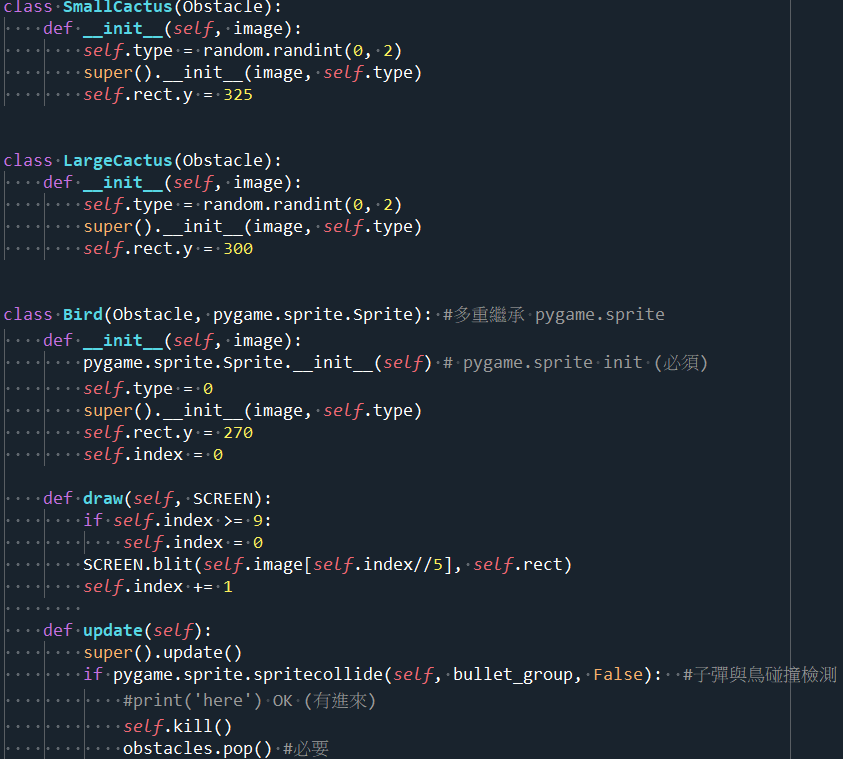 class SmallCactus(Obstacle):
    def __init__(self, image):
        self.type = random.randint(0, 2)
        super().__init__(image, self.type)
        self.rect.y = 325
class LargeCactus(Obstacle):
    def __init__(self, image):
        self.type = random.randint(0, 2)
        super().__init__(image, self.type)
        self.rect.y = 300
class Bird(Obstacle, pygame.sprite.Sprite): #多重繼承 pygame.sprite
    def __init__(self, image):
        pygame.sprite.Sprite.__init__(self) # pygame.sprite init (必須)
        self.type = 0
        super().__init__(image, self.type)
        self.rect.y = 270
        self.index = 0
    def draw(self, SCREEN):
        if self.index >= 9:
            self.index = 0
        SCREEN.blit(self.image[self.index//5], self.rect)
        self.index += 1
    def update(self):
        super().update()
        if pygame.sprite.spritecollide(self, bullet_group, False):  #子彈與鳥碰撞檢測
            #print('here') OK (有進來)
            self.kill()
            obstacles.pop() #必要